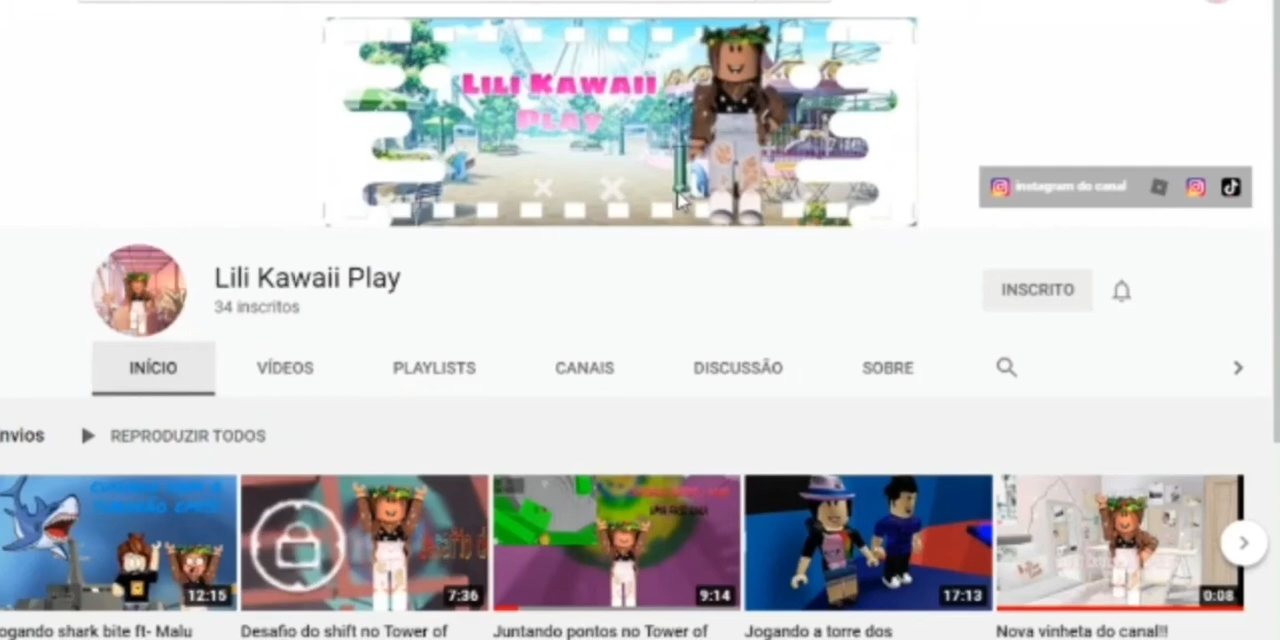 Lili Kawaii
Play
instagram do canal
Lili Kawaii Play
34 inscritos
INSCRITO
INÍCIO
VÍDEOS
PLAYLISTS
CANAIS
DISCUSSÃO
SOBRE
nvios
REPRODUZIR TODOS
12:15
7:36
9:14
17:13
0:08
ogando shark bite ft- Malu
Desafio do shift no Tower of
Juntando pontos no Tower of
Jogando a torre dos
Nova vinheta do canal!!